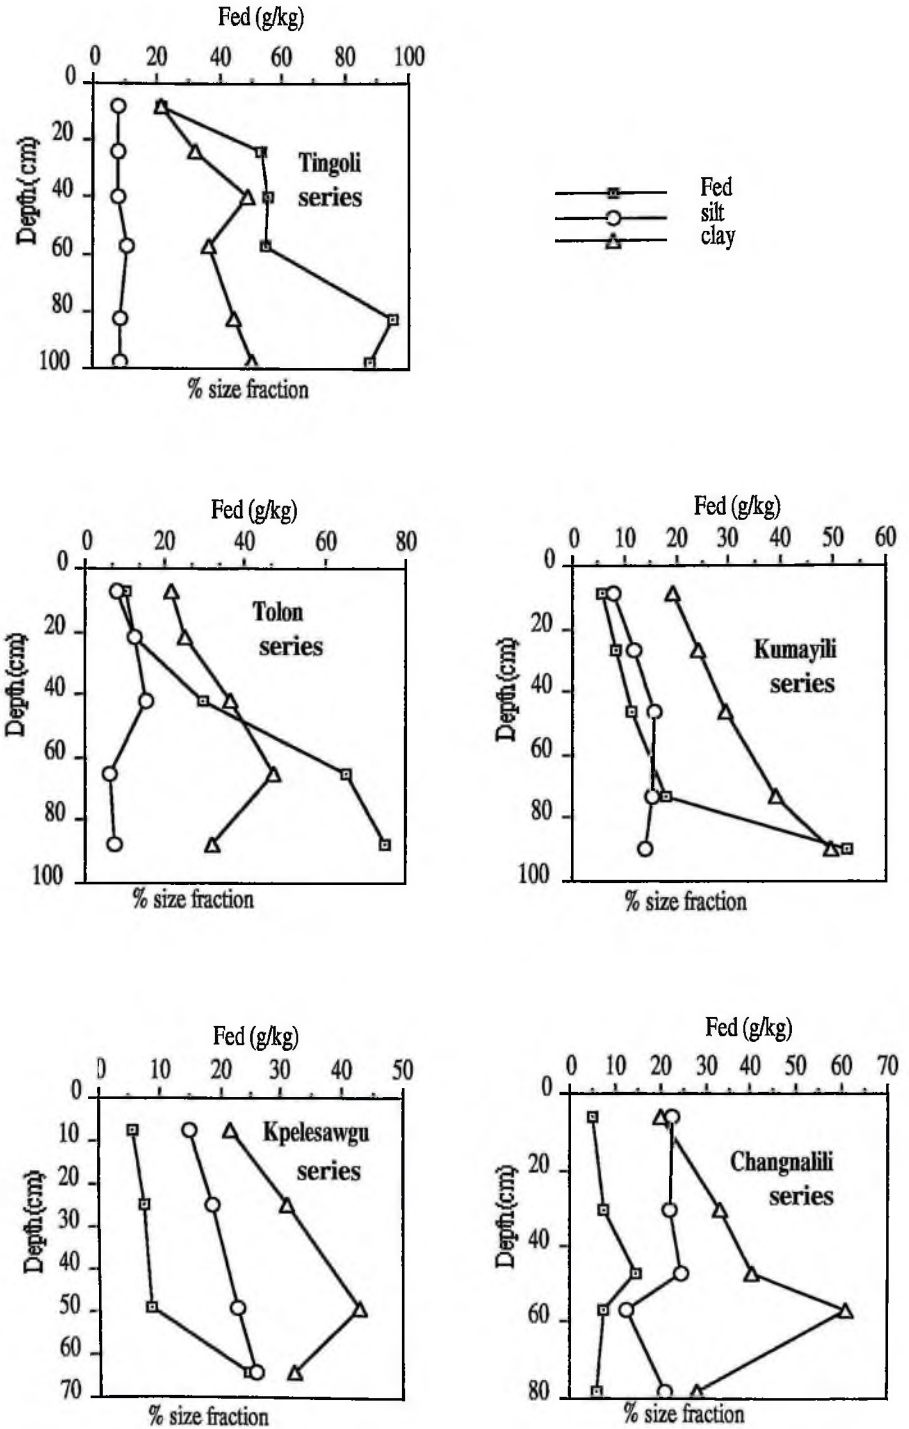 Fed (g/kg)
0 20 40 60 80 100
0
20
40
60
80
100
Depth(cm)
Tingoli
series
% size fraction
Fed
silt
clay
Fed (g/kg)
0 20 40 60 80
0
20
40
60
80
100
Depth(cm)
Tolon
series
% size fraction
Fed (g/kg)
0 10 20 30 40 50 60
0
20
40
60
80
100
Depth(cm)
Kumayili
series
% size fraction
Fed (g/kg)
0 10 20 30 40 50
0
10
20
30
40
50
60
70
Depth(cm)
Kpelesawgu
series
% size fraction
Fed (g/kg)
0 10 20 30 40 50 60 70
0
20
40
60
80
Depth(cm)
Changnalili
series
% size fraction